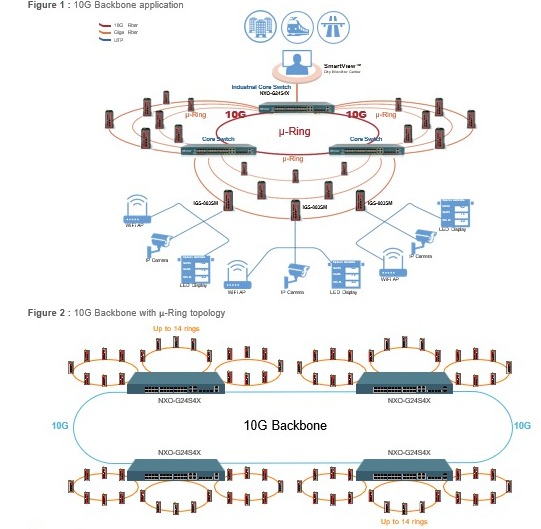 Figure 1 : 10G Backbone application
10G Fiber
Giga Fiber
UTP
SmartView™
City Monitor Center
Industrial Core Switch
NXO-G24S4X
μ-Ring
10G
10G
μ-Ring
μ-Ring
Core Switch
Core Switch
μ-Ring
IGS-803SM
IGS-803SM
IGS-803SM
WIFI AP
LED Display
IP Camera
IP Camera
LED Display
WIFI AP
IP Camera
LED Display
WIFI AP
Figure 2 : 10G Backbone with μ-Ring topology
Up to 14 rings
NXO-G24S4X
NXO-G24S4X
10G
10G Backbone
10G
NXO-G24S4X
NXO-G24S4X
Up to 14 rings